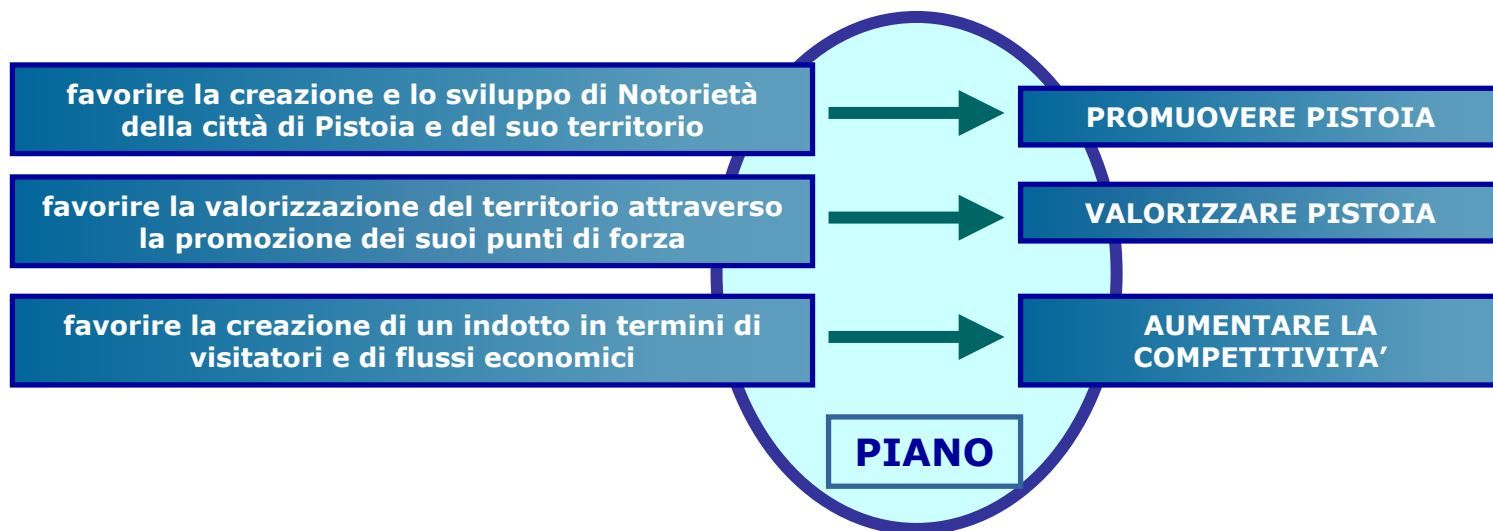 favorire la creazione e lo sviluppo di Notorietà
della città di Pistoia e del suo territorio
PROMUOVERE PISTOIA
favorire la valorizzazione del territorio attraverso
la promozione dei suoi punti di forza
VALORIZZARE PISTOIA
favorire la creazione di un indotto in termini di
visitatori e di flussi economici
AUMENTARE LA
COMPETITIVITA’
PIANO